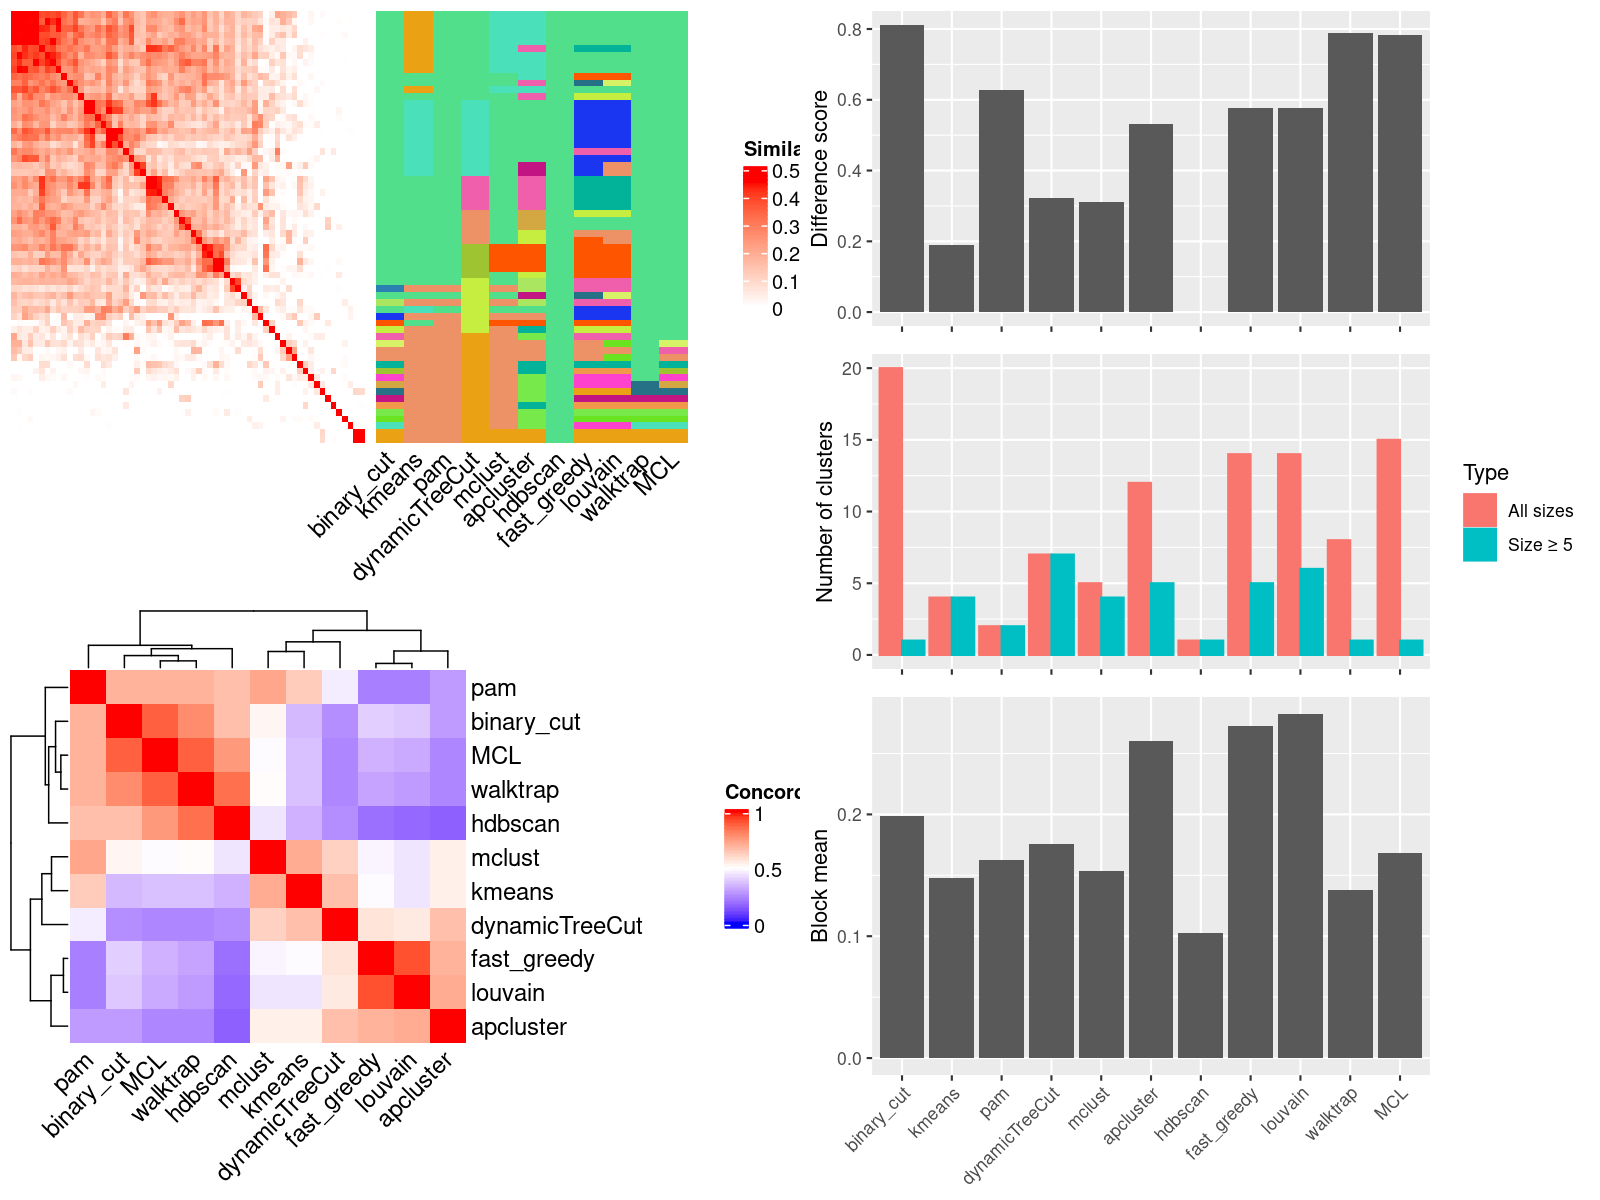 Simila
0.5
0.4
0.3
0.2
0.1
0
binary_cut
kmeans
pam
dynamicTreeCut
mclust
apcluster
hdbscan
fast_greedy
louvain
walktrap
MCL
pam
binary_cut
MCL
walktrap
hdbscan
mclust
kmeans
dynamicTreeCut
fast_greedy
louvain
apcluster
pam
binary_cut
MCL
walktrap
hdbscan
mclust
kmeans
dynamicTreeCut
fast_greedy
louvain
apcluster
Concord
1
0.5
0
Difference score
0.8
0.6
0.4
0.2
0.0
Number of clusters
20
15
10
5
0
Type
All sizes
Size ≥ 5
Block mean
0.2
0.1
0.0
binary_cut
kmeans
pam
dynamicTreeCut
mclust
apcluster
hdbscan
fast_greedy
louvain
walktrap
MCL